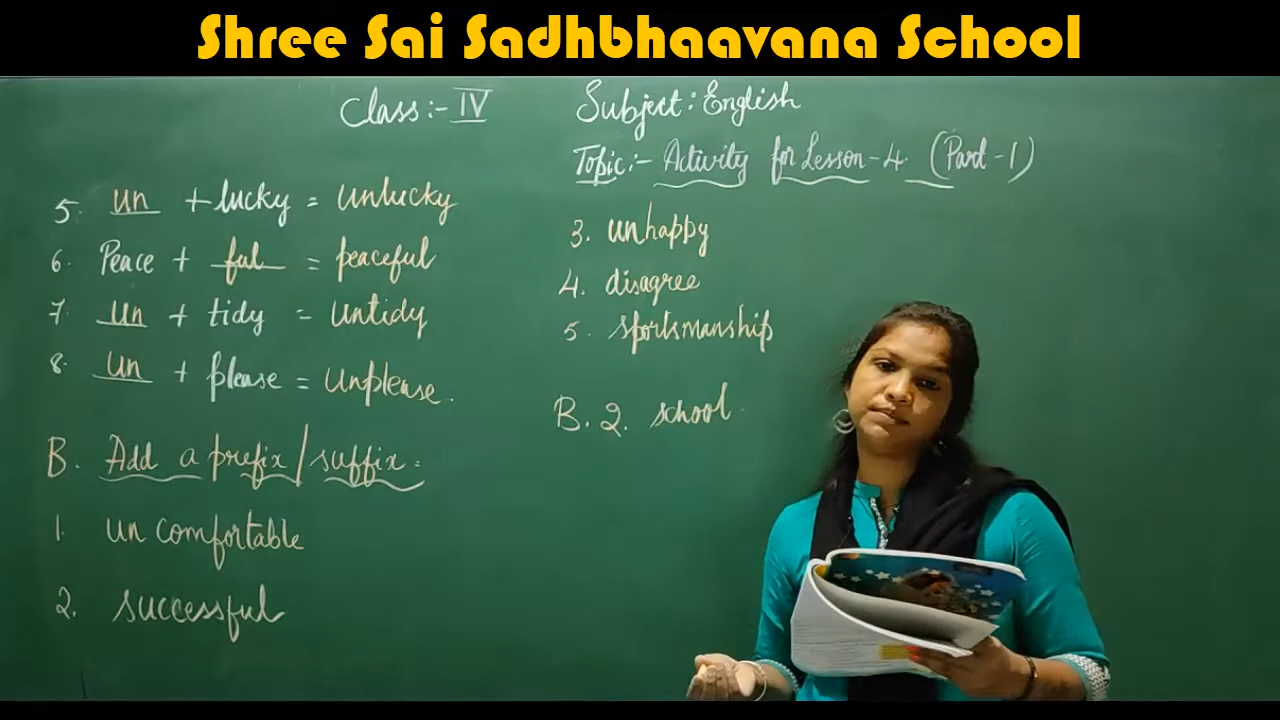 Shree Sai Sadhbhaavana School
Class:- IV
Subject: English
Topic:- Activity for Lesson-4. (Part-1)
5. un + lucky = unlucky
6. Peace + ful = peaceful
7. un + tidy = untidy
8. un + please = unplease.
B. Add a prefix/suffix:
1. un comfortable
2. successful
3. unhappy
4. disagree
5. sportsmanship
B. 2. school